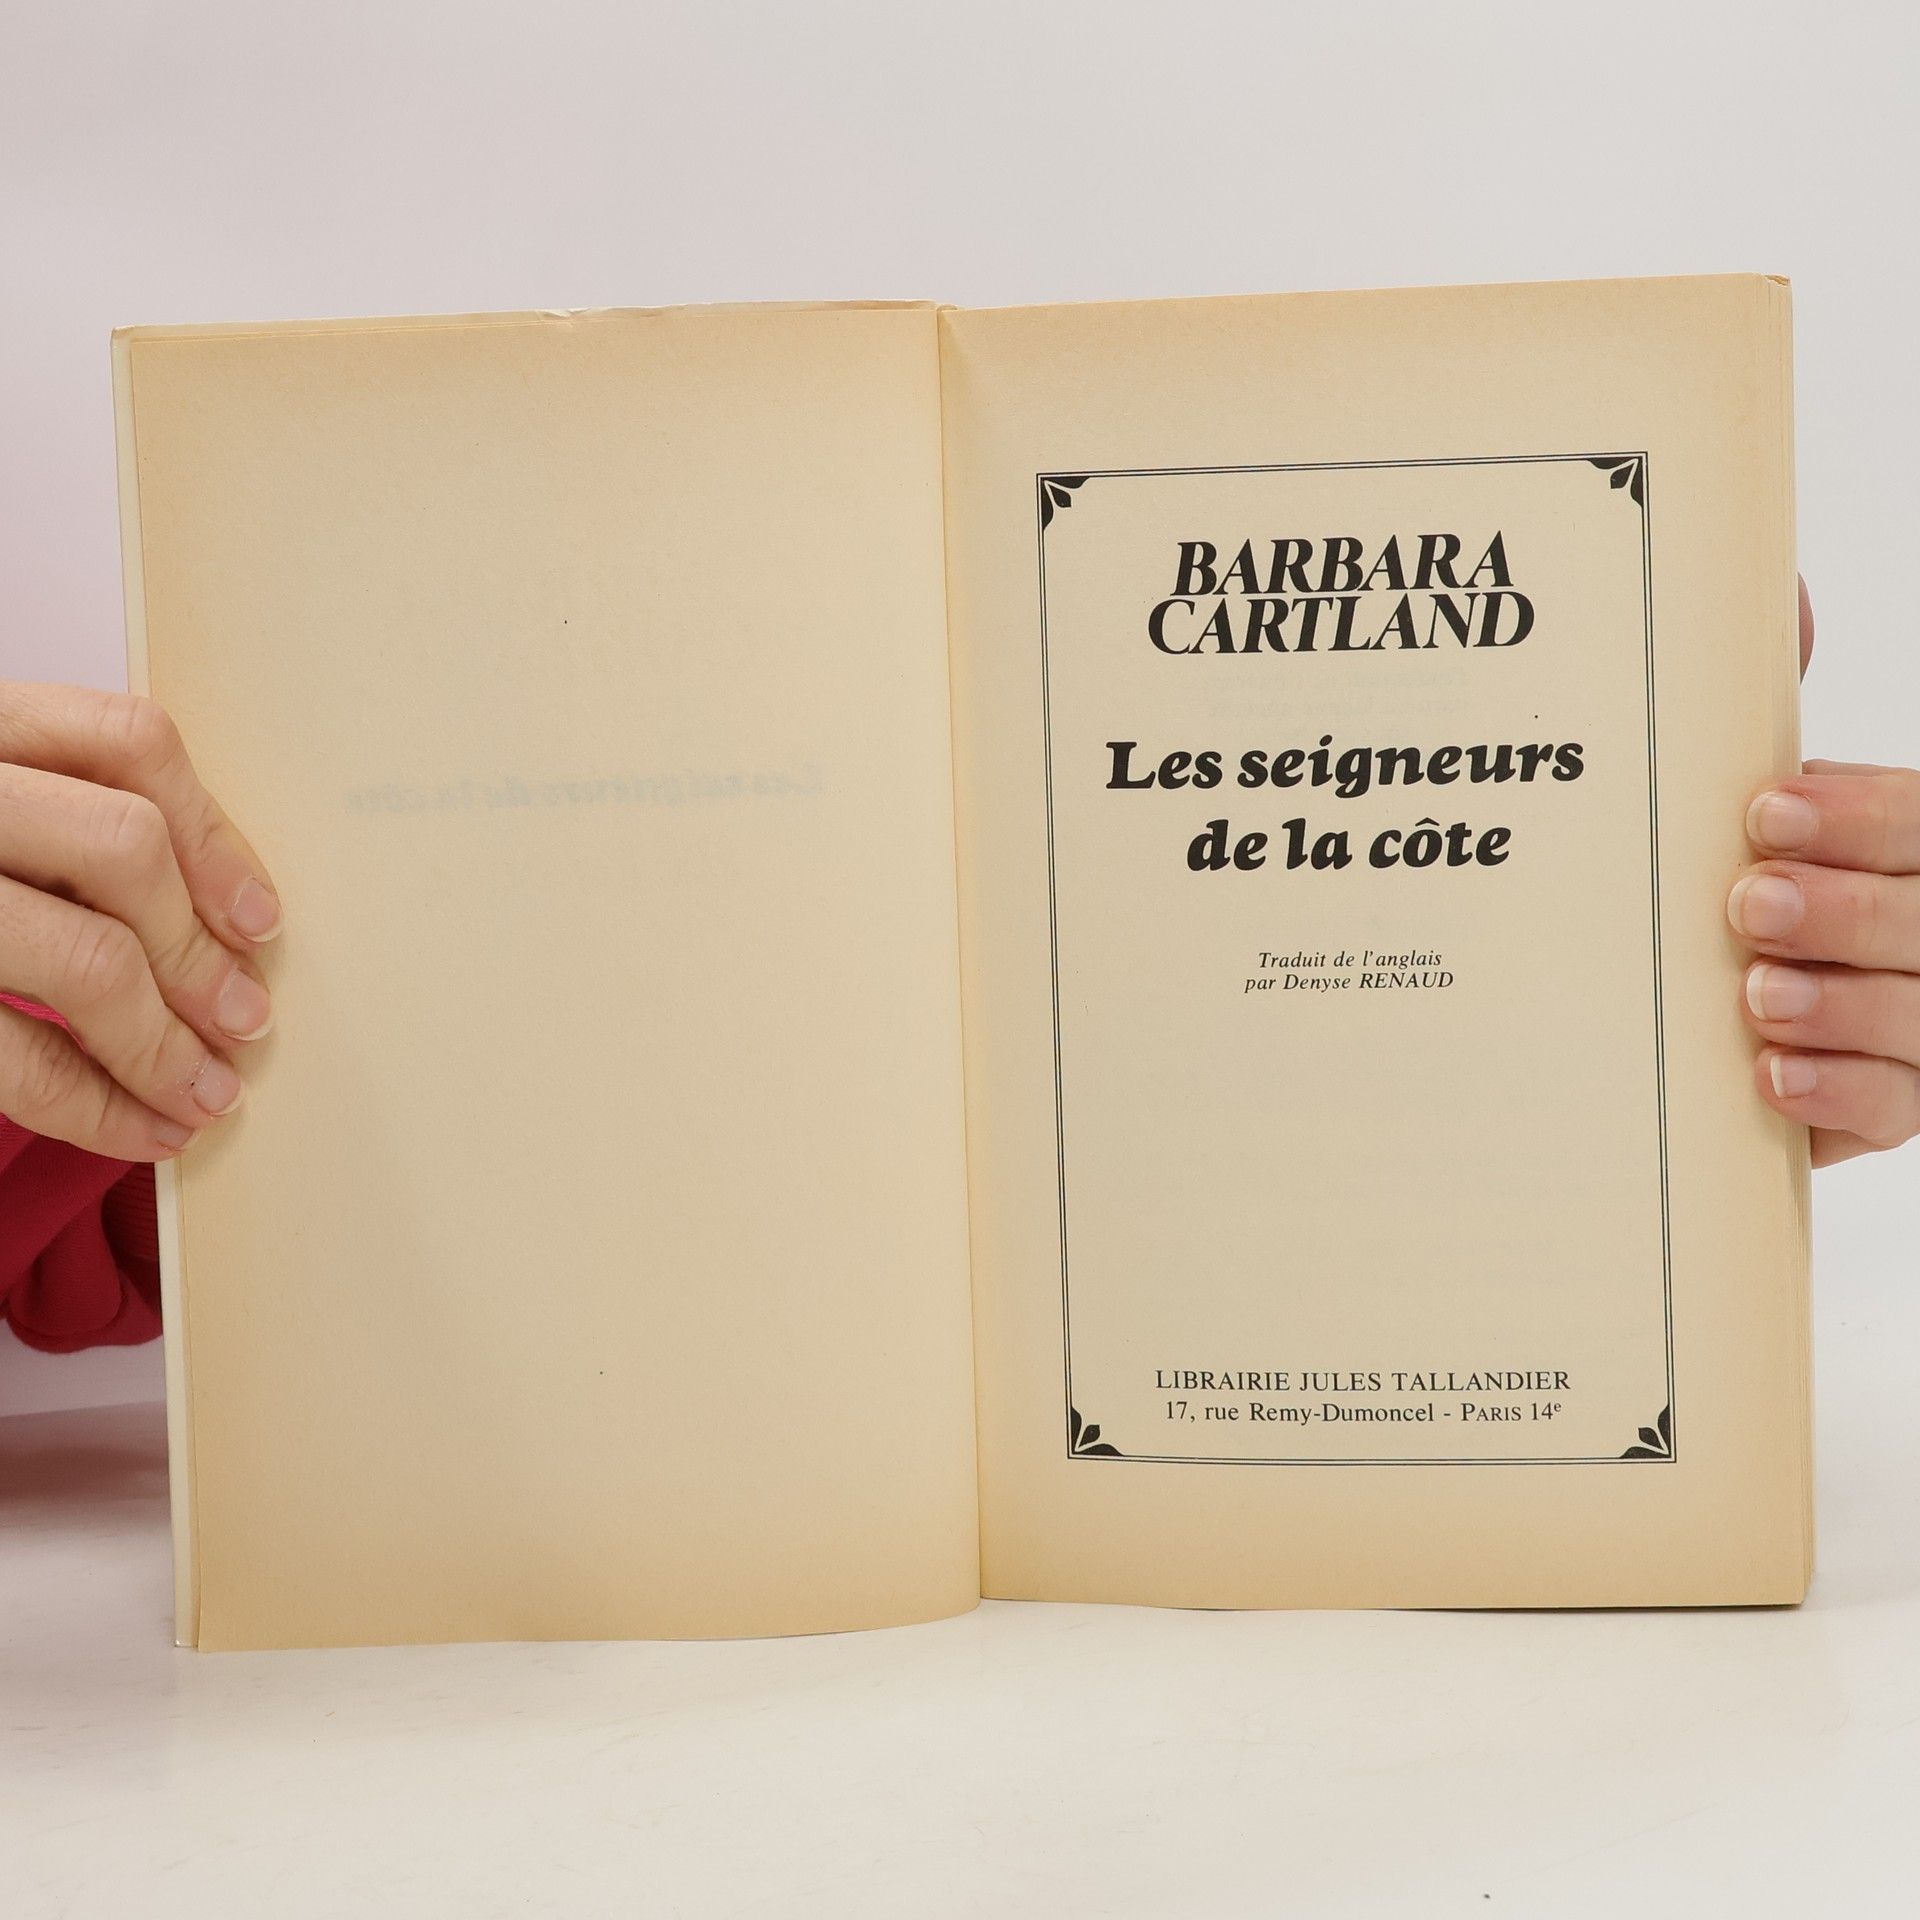 BARBARA
CARTLAND
Les seigneurs
de la côte
Traduit de l'anglais
par Denyse RENAUD
LIBRAIRIE JULES TALLANDIER
17, rue Remy-Dumoncel - PARIS 14e